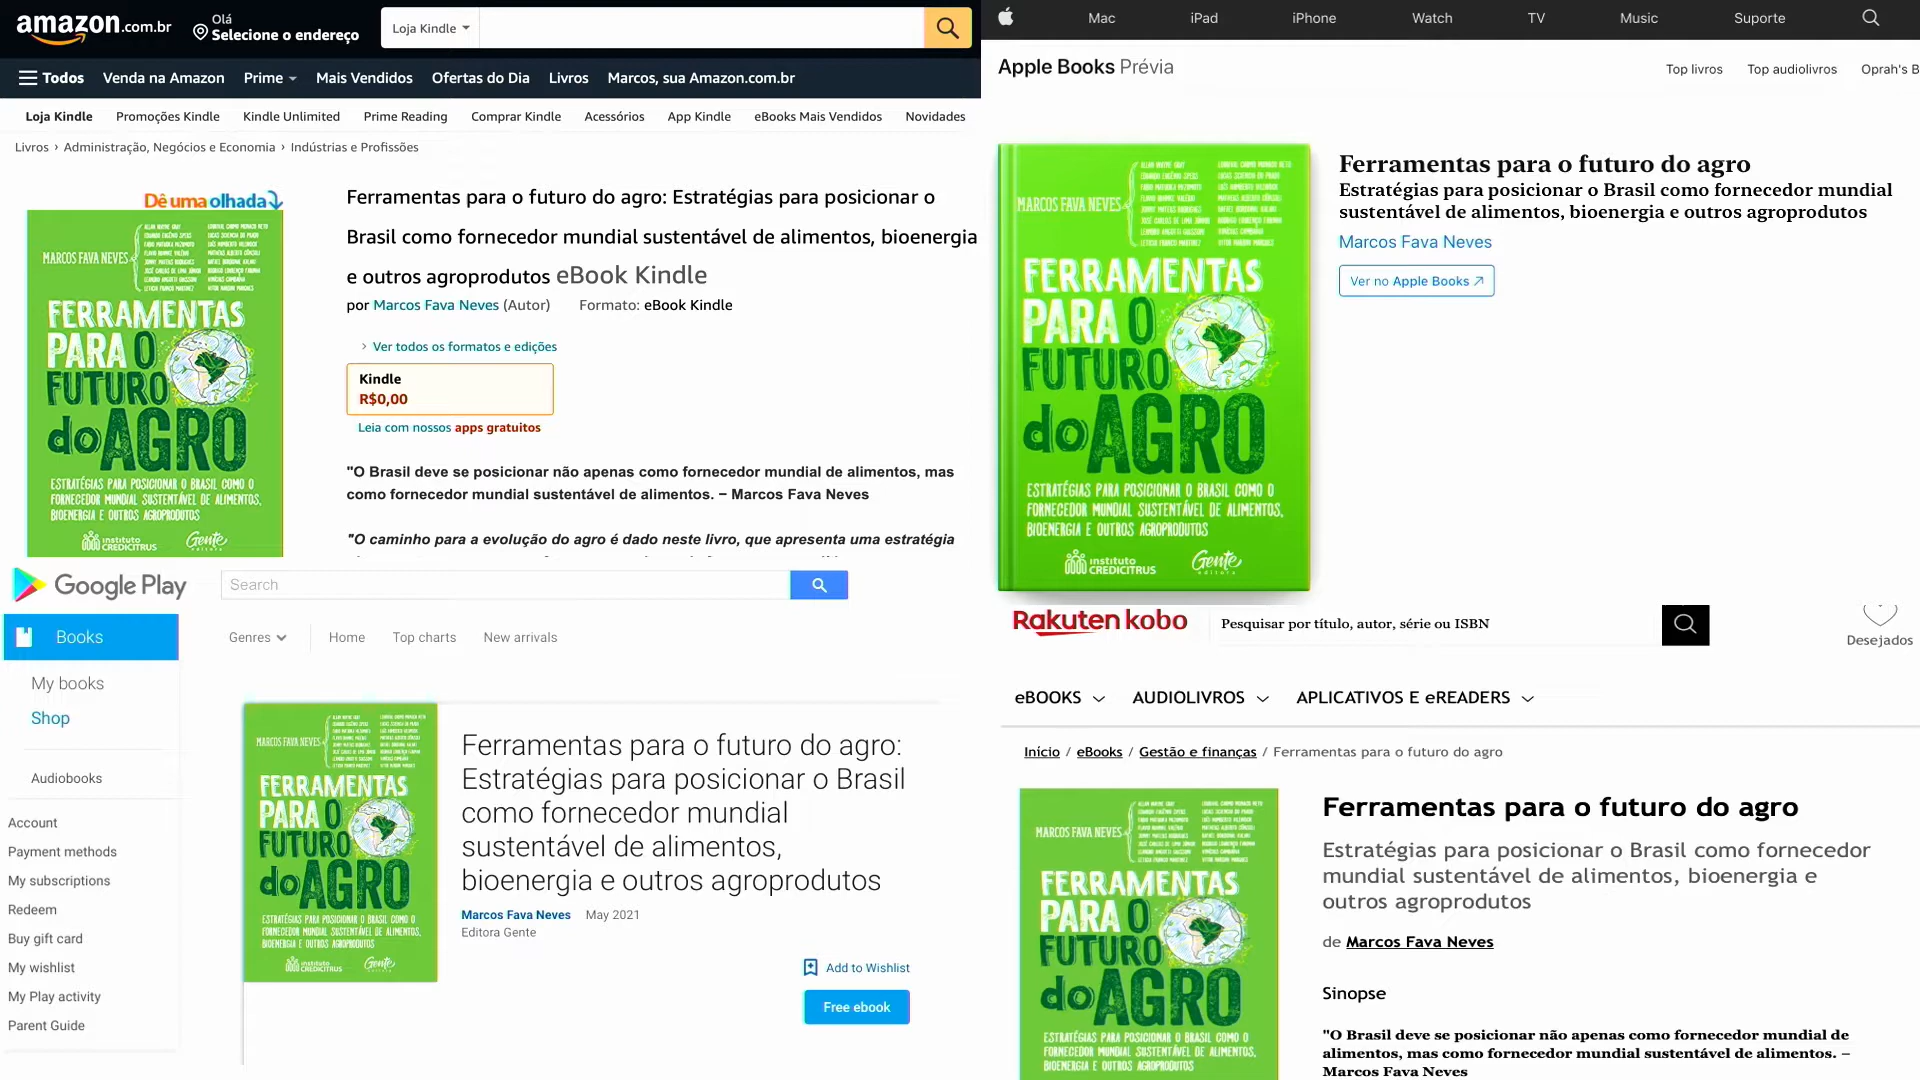 amazon.com.br
Olá
Selecione o endereço
Loja Kindle
Todos Venda na Amazon Prime Mais Vendidos Ofertas do Dia Livros Marcos, sua Amazon.com.br
Loja Kindle Promoções Kindle Kindle Unlimited Prime Reading Comprar Kindle Acessórios App Kindle eBooks Mais Vendidos Novidades
Livros › Administração, Negócios e Economia › Indústrias e Profissões
Dê uma olhada
MARCOS FAVA NEVES
FERRAMENTAS
PARA O
FUTURO
do AGRO
ESTRATÉGIAS PARA POSICIONAR O BRASIL COMO O
FORNECEDOR MUNDIAL SUSTENTÁVEL DE ALIMENTOS,
BIOENERGIA E OUTROS AGROPRODUTOS
instituto
CREDICITRUS
Gente
editora
Ferramentas para o futuro do agro: Estratégias para posicionar o
Brasil como fornecedor mundial sustentável de alimentos, bioenergia
e outros agroprodutos eBook Kindle
por Marcos Fava Neves (Autor) Formato: eBook Kindle
› Ver todos os formatos e edições
Kindle
R$0,00
Leia com nossos apps gratuitos
"O Brasil deve se posicionar não apenas como fornecedor mundial de alimentos, mas
como fornecedor mundial sustentável de alimentos. – Marcos Fava Neves
"O caminho para a evolução do agro é dado neste livro, que apresenta uma estratégia
Mac iPad iPhone Watch TV Music Suporte
Apple Books Prévia
Top livros Top audiolivros Oprah's B
MARCOS FAVA NEVES
FERRAMENTAS
PARA O
FUTURO
do AGRO
ESTRATÉGIAS PARA POSICIONAR O BRASIL COMO O
FORNECEDOR MUNDIAL SUSTENTÁVEL DE ALIMENTOS,
BIOENERGIA E OUTROS AGROPRODUTOS
instituto
CREDICITRUS
Gente
editora
Ferramentas para o futuro do agro
Estratégias para posicionar o Brasil como fornecedor mundial
sustentável de alimentos, bioenergia e outros agroprodutos
Marcos Fava Neves
Ver no Apple Books
Google Play
Search
Books
Genres Home Top charts New arrivals
My books
Shop
Audiobooks
Account
Payment methods
My subscriptions
Redeem
Buy gift card
My wishlist
My Play activity
Parent Guide
MARCOS FAVA NEVES
FERRAMENTAS
PARA O
FUTURO
do AGRO
ESTRATÉGIAS PARA POSICIONAR O BRASIL COMO O
FORNECEDOR MUNDIAL SUSTENTÁVEL DE ALIMENTOS,
BIOENERGIA E OUTROS AGROPRODUTOS
instituto
CREDICITRUS
Gente
editora
Ferramentas para o futuro do agro:
Estratégias para posicionar o Brasil
como fornecedor mundial
sustentável de alimentos,
bioenergia e outros agroprodutos
Marcos Fava Neves May 2021
Editora Gente
Add to Wishlist
Free ebook
Rakuten kobo
Pesquisar por título, autor, série ou ISBN
Desejados
eBOOKS AUDIOLIVROS APLICATIVOS E eREADERS
Início / eBooks / Gestão e finanças / Ferramentas para o futuro do agro
MARCOS FAVA NEVES
FERRAMENTAS
PARA O
FUTURO
do AGRO
ESTRATÉGIAS PARA POSICIONAR O BRASIL COMO O
FORNECEDOR MUNDIAL SUSTENTÁVEL DE ALIMENTOS,
BIOENERGIA E OUTROS AGROPRODUTOS
Ferramentas para o futuro do agro
Estratégias para posicionar o Brasil como fornecedor
mundial sustentável de alimentos, bioenergia e
outros agroprodutos
de Marcos Fava Neves
Sinopse
"O Brasil deve se posicionar não apenas como fornecedor mundial de
alimentos, mas como fornecedor mundial sustentável de alimentos. –
Marcos Fava Neves